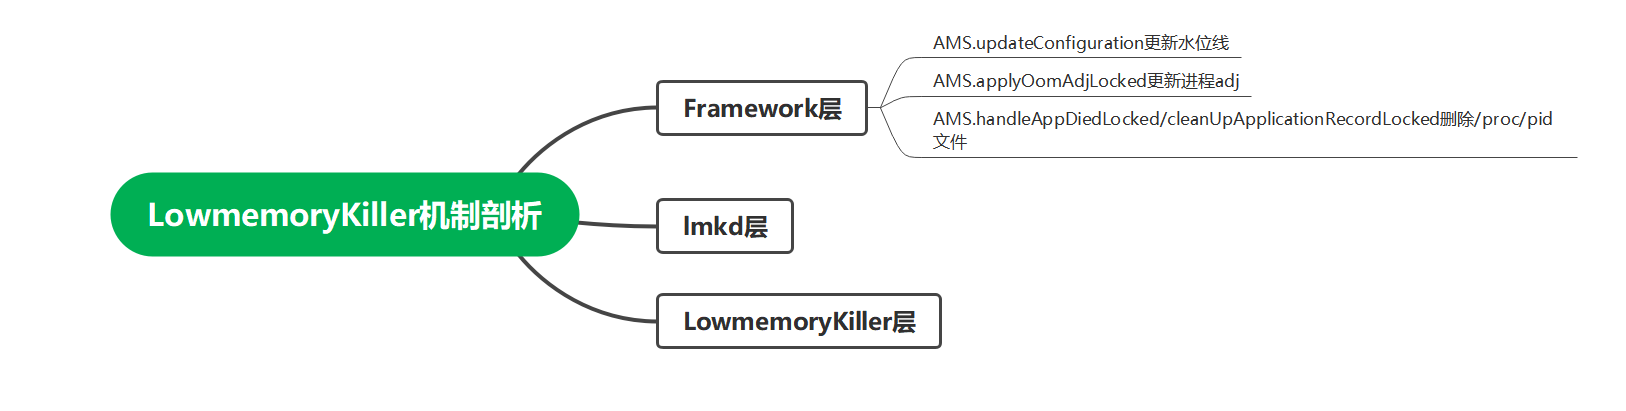 AMS.updateConfiguration更新水位线
AMS.applyOomAdjLocked更新进程adj
Framework层
AMS.handleAppDiedLocked/cleanUpApplicationRecordLocked删除/proc/pid
文件
LowmemoryKiller机制剖析
lmkd层
LowmemoryKiller层